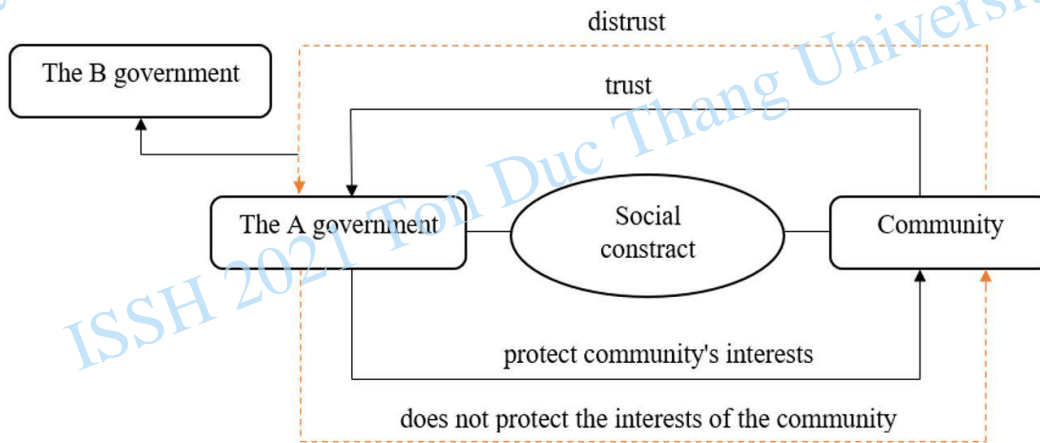 distrust
The B government
trust
The A government
Social
constract
Community
protect community's interests
does not protect the interests of the community
ISSH 2021 Ton Duc Thang Universi